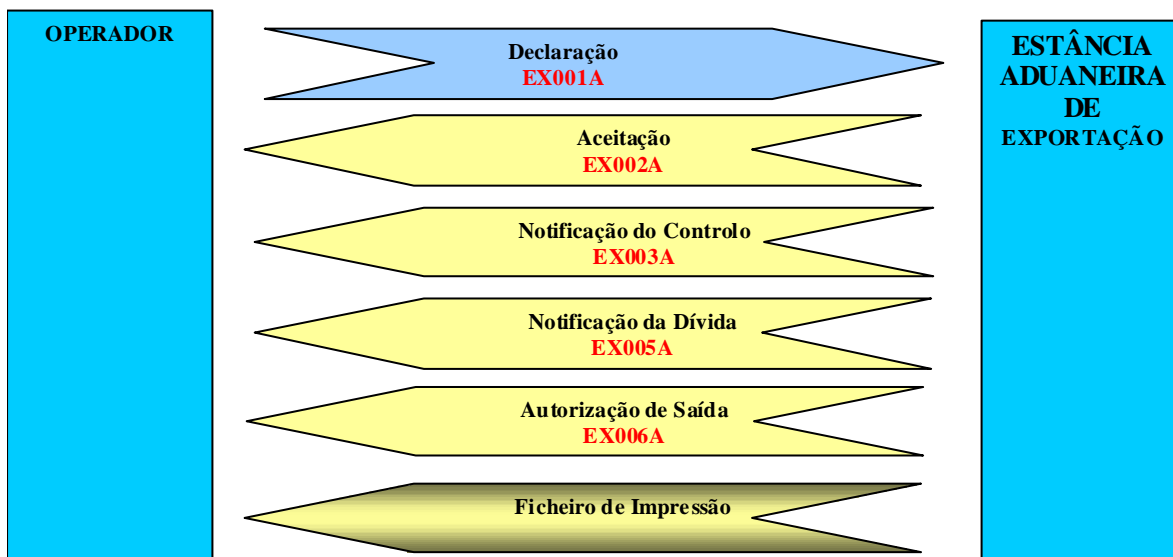 OPERADOR
Declaração
EX001A
Aceitação
EX002A
Notificação do Controlo
EX003A
Notificação da Dívida
EX005A
Autorização de Saída
EX006A
Ficheiro de Impressão
ESTÂNCIA
ADUANEIRA
DE
EXPORTAÇÃO